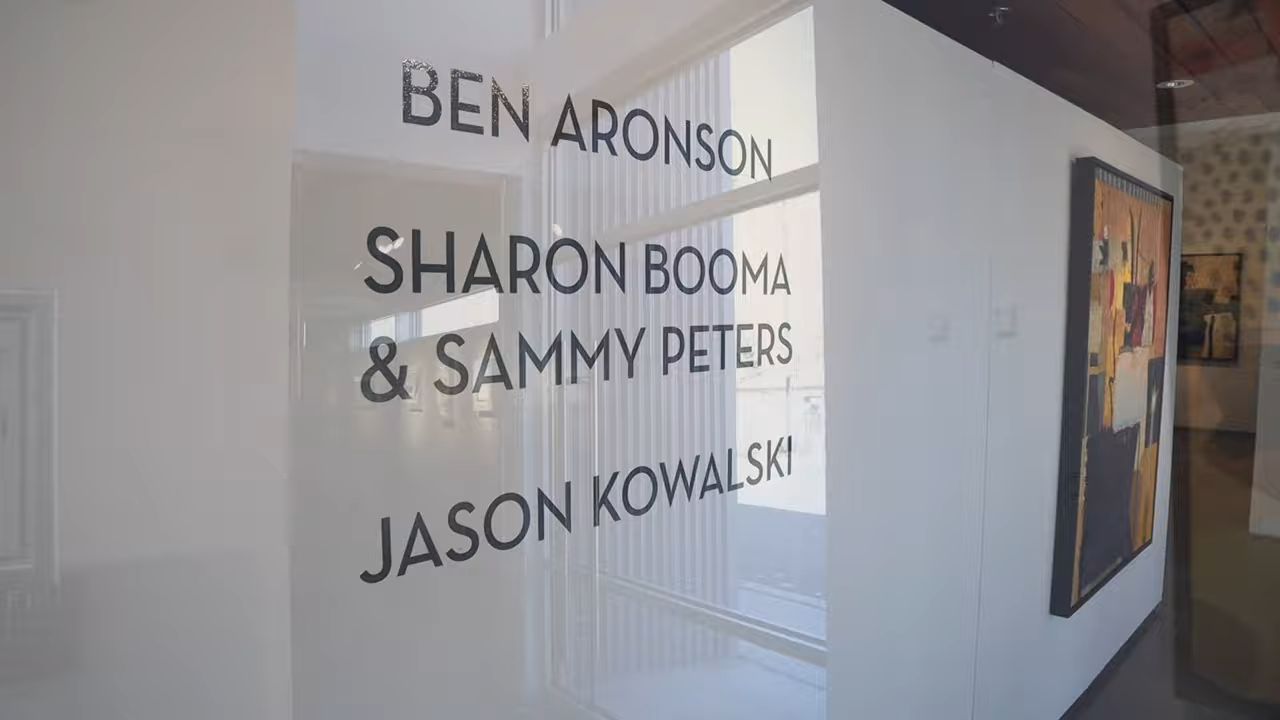 BEN ARONSON
SHARON BOOMA
& SAMMY PETERS
JASON KOWALSKI